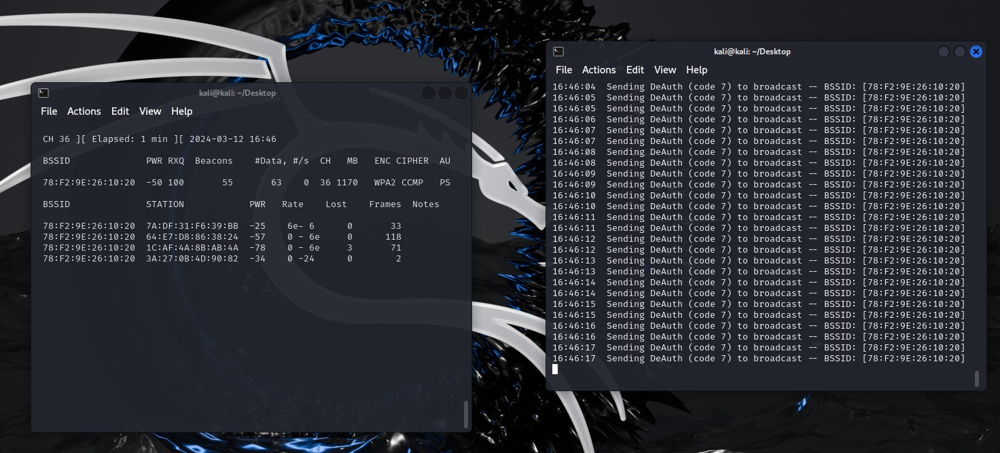 kali@kali: ~/Desktop
File Actions Edit View Help
CH 36 ][ Elapsed: 1 min ][ 2024-03-12 16:46
BSSID PWR RXQ Beacons #Data, #/s CH MB ENC CIPHER AU
78:F2:9E:26:10:20 -50 100 55 63 0 36 1170 WPA2 CCMP PS
BSSID STATION PWR Rate Lost Frames Notes
78:F2:9E:26:10:20 7A:DF:31:F6:39:BB -25 6e- 6 0 33
78:F2:9E:26:10:20 64:E7:D8:86:38:24 -57 0 - 6e 0 118
78:F2:9E:26:10:20 1C:AF:4A:8B:AB:4A -78 0 - 6e 3 71
78:F2:9E:26:10:20 3A:27:0B:4D:90:82 -34 0 -24 0 2
kali@kali: ~/Desktop
File Actions Edit View Help
16:46:04 Sending DeAuth (code 7) to broadcast -- BSSID: [78:F2:9E:26:10:20]
16:46:05 Sending DeAuth (code 7) to broadcast -- BSSID: [78:F2:9E:26:10:20]
16:46:05 Sending DeAuth (code 7) to broadcast -- BSSID: [78:F2:9E:26:10:20]
16:46:06 Sending DeAuth (code 7) to broadcast -- BSSID: [78:F2:9E:26:10:20]
16:46:07 Sending DeAuth (code 7) to broadcast -- BSSID: [78:F2:9E:26:10:20]
16:46:07 Sending DeAuth (code 7) to broadcast -- BSSID: [78:F2:9E:26:10:20]
16:46:08 Sending DeAuth (code 7) to broadcast -- BSSID: [78:F2:9E:26:10:20]
16:46:08 Sending DeAuth (code 7) to broadcast -- BSSID: [78:F2:9E:26:10:20]
16:46:09 Sending DeAuth (code 7) to broadcast -- BSSID: [78:F2:9E:26:10:20]
16:46:09 Sending DeAuth (code 7) to broadcast -- BSSID: [78:F2:9E:26:10:20]
16:46:10 Sending DeAuth (code 7) to broadcast -- BSSID: [78:F2:9E:26:10:20]
16:46:10 Sending DeAuth (code 7) to broadcast -- BSSID: [78:F2:9E:26:10:20]
16:46:11 Sending DeAuth (code 7) to broadcast -- BSSID: [78:F2:9E:26:10:20]
16:46:11 Sending DeAuth (code 7) to broadcast -- BSSID: [78:F2:9E:26:10:20]
16:46:12 Sending DeAuth (code 7) to broadcast -- BSSID: [78:F2:9E:26:10:20]
16:46:12 Sending DeAuth (code 7) to broadcast -- BSSID: [78:F2:9E:26:10:20]
16:46:13 Sending DeAuth (code 7) to broadcast -- BSSID: [78:F2:9E:26:10:20]
16:46:13 Sending DeAuth (code 7) to broadcast -- BSSID: [78:F2:9E:26:10:20]
16:46:14 Sending DeAuth (code 7) to broadcast -- BSSID: [78:F2:9E:26:10:20]
16:46:14 Sending DeAuth (code 7) to broadcast -- BSSID: [78:F2:9E:26:10:20]
16:46:15 Sending DeAuth (code 7) to broadcast -- BSSID: [78:F2:9E:26:10:20]
16:46:15 Sending DeAuth (code 7) to broadcast -- BSSID: [78:F2:9E:26:10:20]
16:46:16 Sending DeAuth (code 7) to broadcast -- BSSID: [78:F2:9E:26:10:20]
16:46:16 Sending DeAuth (code 7) to broadcast -- BSSID: [78:F2:9E:26:10:20]
16:46:17 Sending DeAuth (code 7) to broadcast -- BSSID: [78:F2:9E:26:10:20]
16:46:17 Sending DeAuth (code 7) to broadcast -- BSSID: [78:F2:9E:26:10:20]